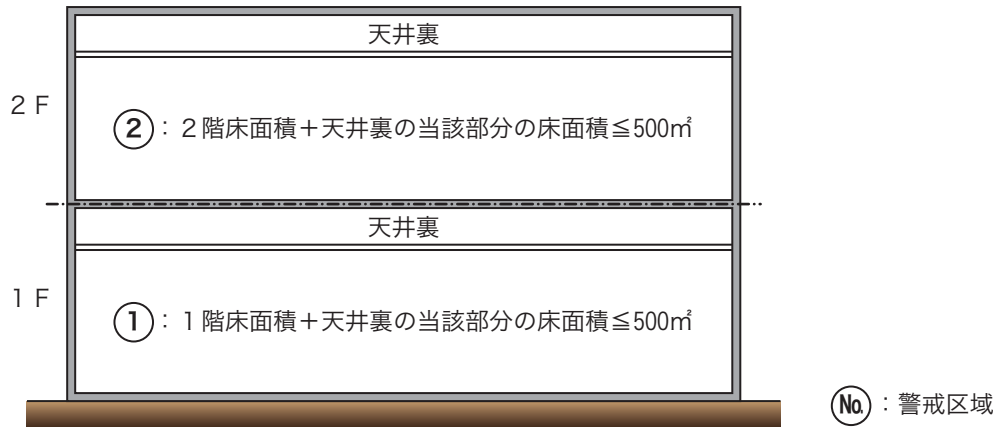 天井裏
2F
②：2階床面積＋天井裏の当該部分の床面積≦500㎡
天井裏
1F
①：1階床面積＋天井裏の当該部分の床面積≦500㎡
No.：警戒区域